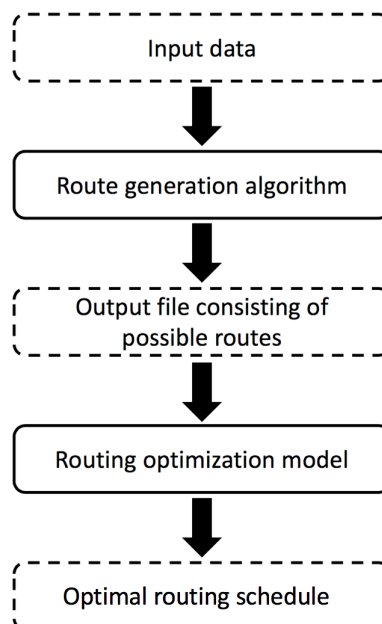 Input data
Route generation algorithm
Output file consisting of
possible routes
Routing optimization model
Optimal routing schedule